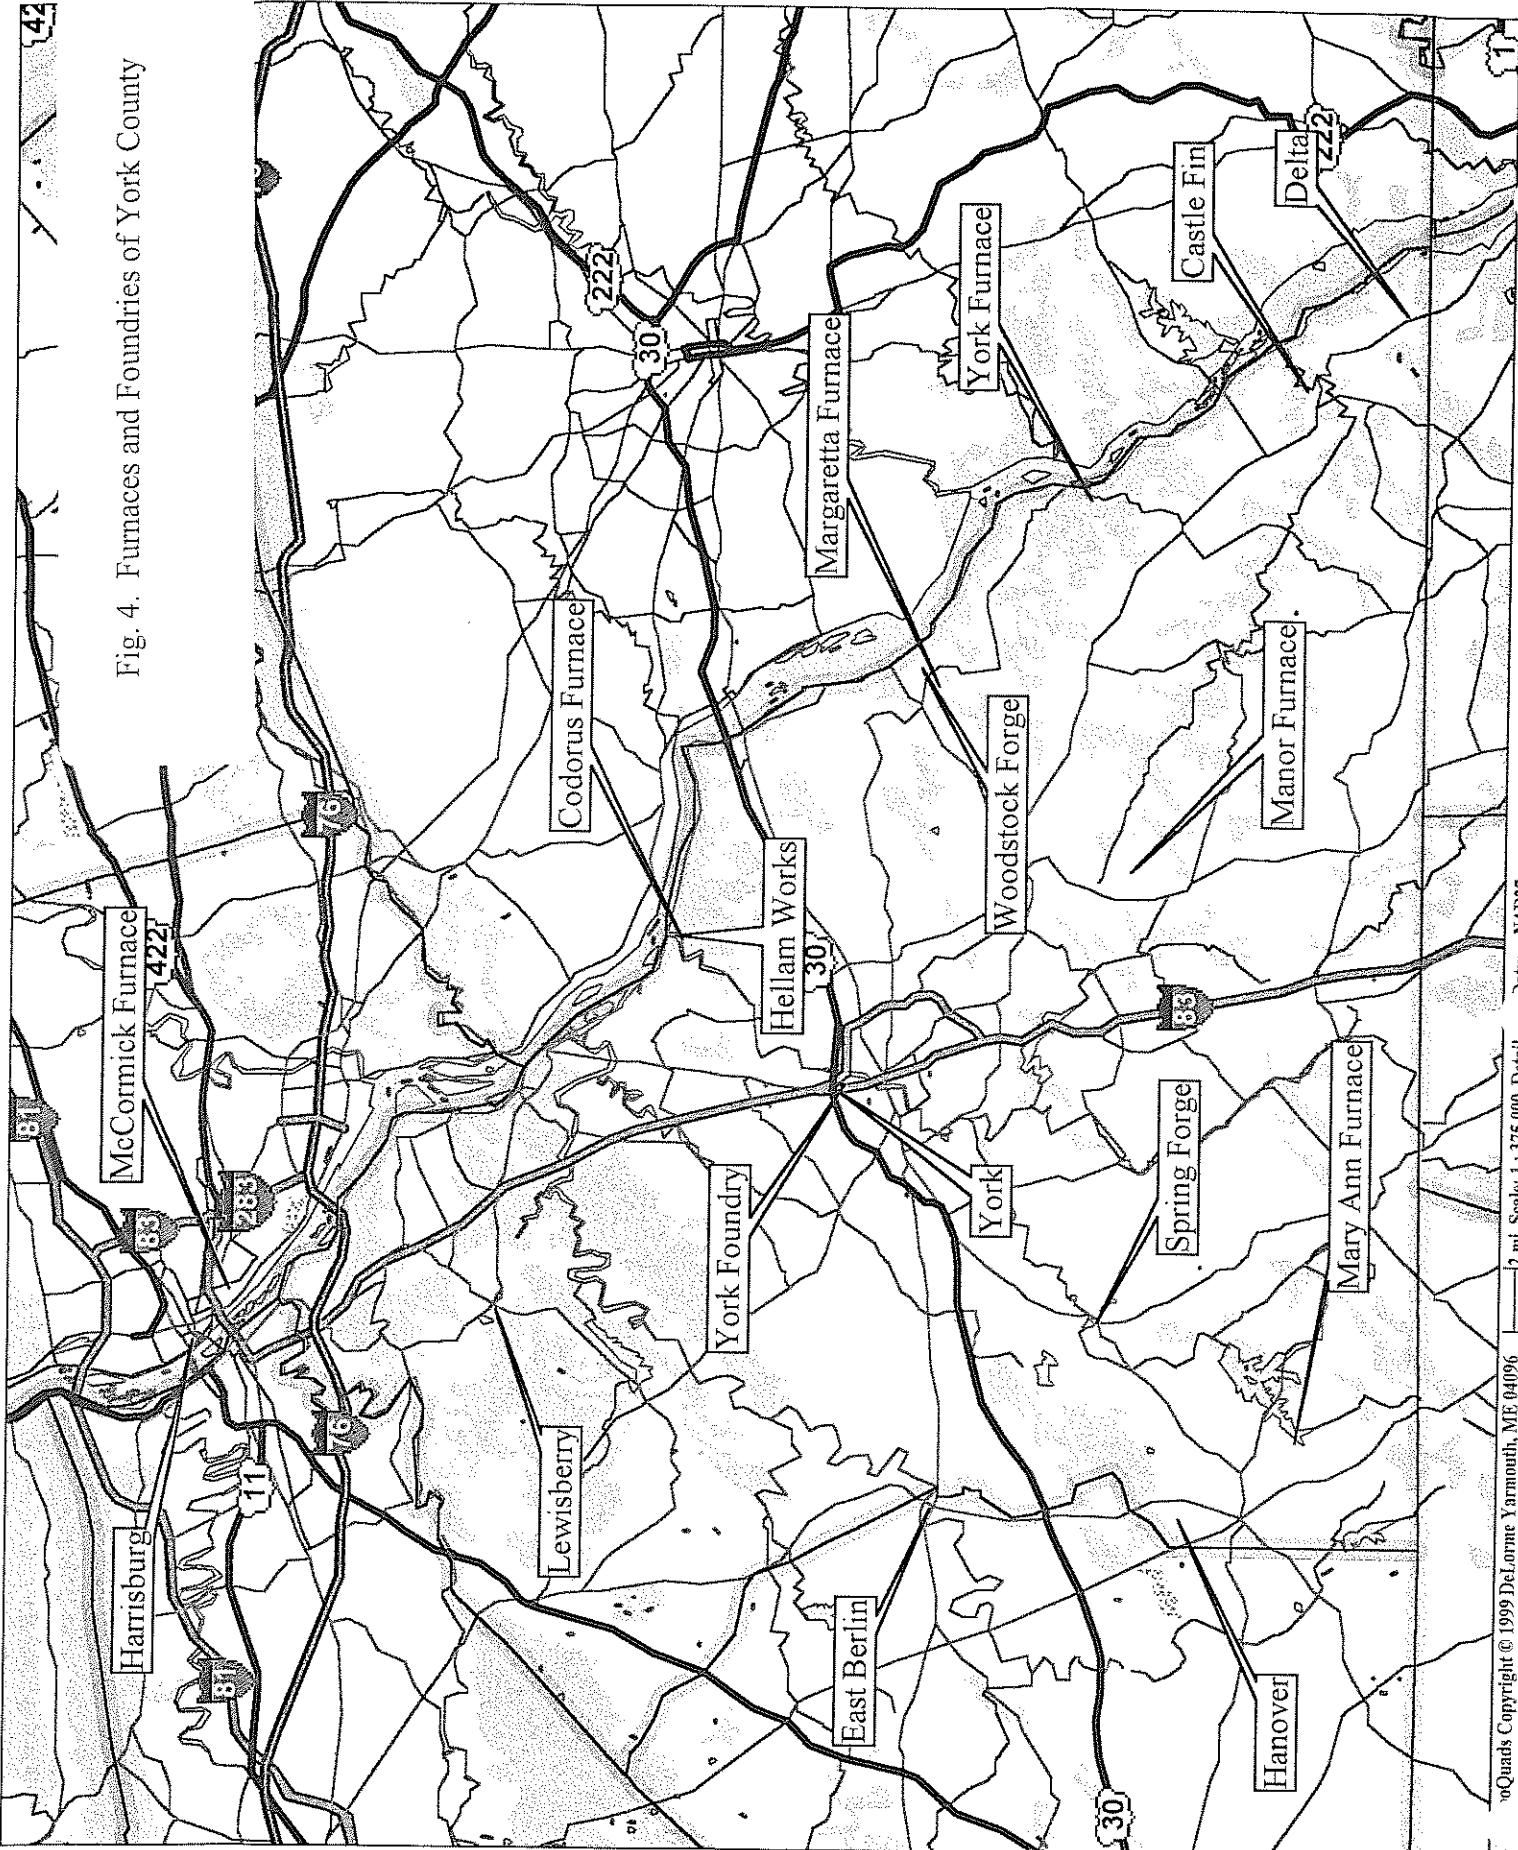 Fig. 4. Furnaces and Foundries of York County
Harrisburg
McCormick Furnace
81
11
76
83
283
81
422
76
42
Lewisberry
Codorus Furnace
222
30
East Berlin
York Foundry
Hellam Works
30
Margaretta Furnace
York
Woodstock Forge
York Furnace
30
Hanover
Spring Forge
83
Manor Furnace
Castle Fin
Mary Ann Furnace
Delta
222
1
Quads Copyright © 1999 DeLorme Yarmouth, ME 04096